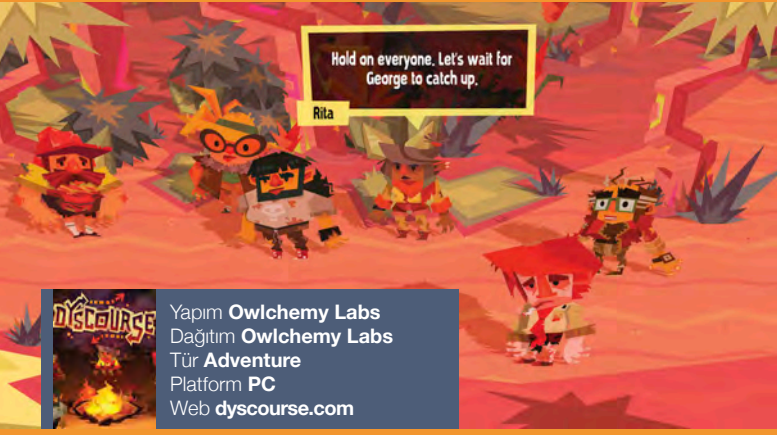 Hold on everyone. Let's wait for
George to catch up.
Rita
DYSCOURSE
Yapım Owlchemy Labs
Dağıtım Owlchemy Labs
Tür Adventure
Platform PC
Web dyscourse.com